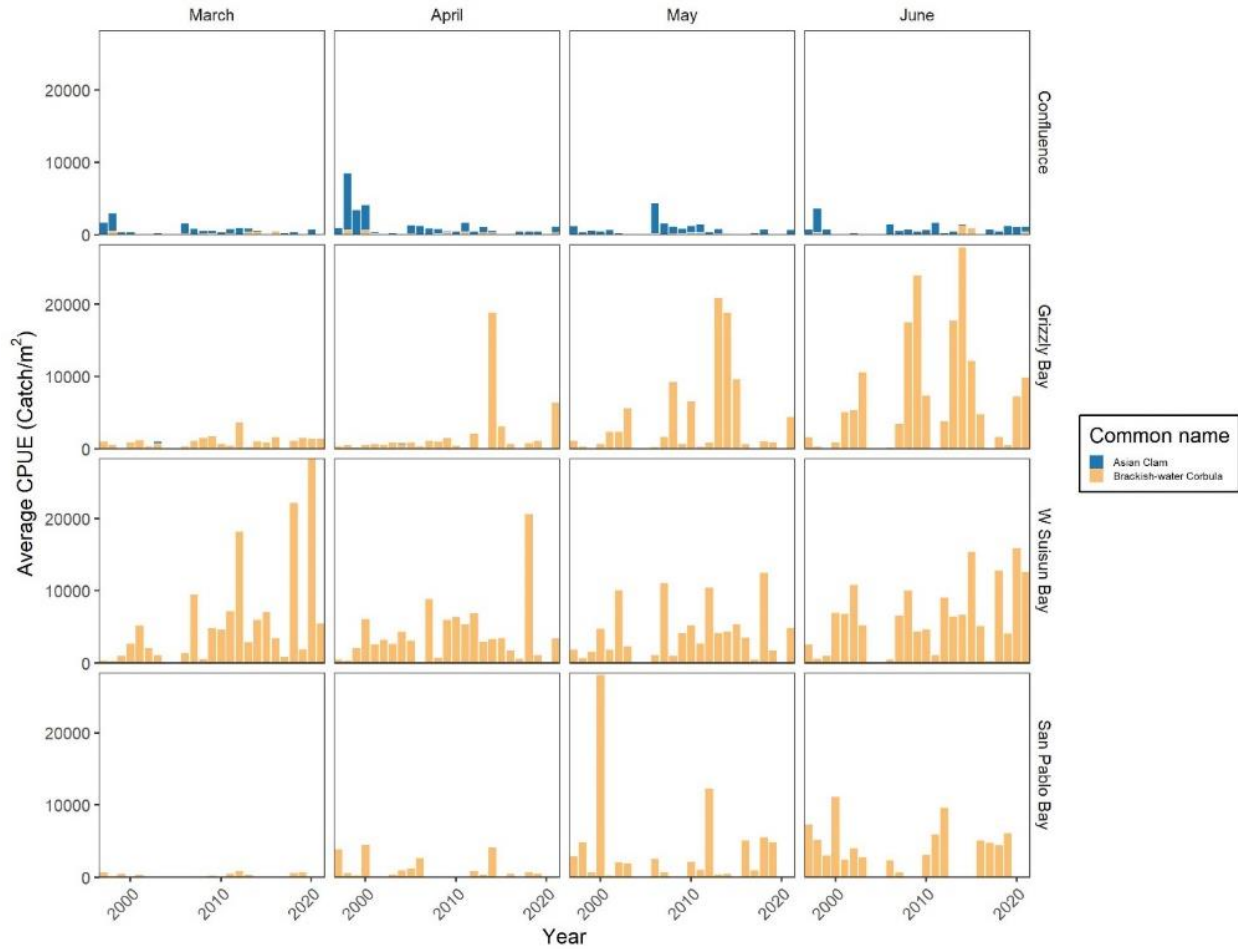 March April May June
20000
10000
0
Confluence
20000
10000
0
Grizzly Bay
20000
10000
0
W Suisun Bay
20000
10000
0
San Pablo Bay
Average CPUE (Catch/m²)
2000 2010 2020 2000 2010 2020 2000 2010 2020 2000 2010 2020
Year
Common name
Asian Clam
Brackish-water Corbula